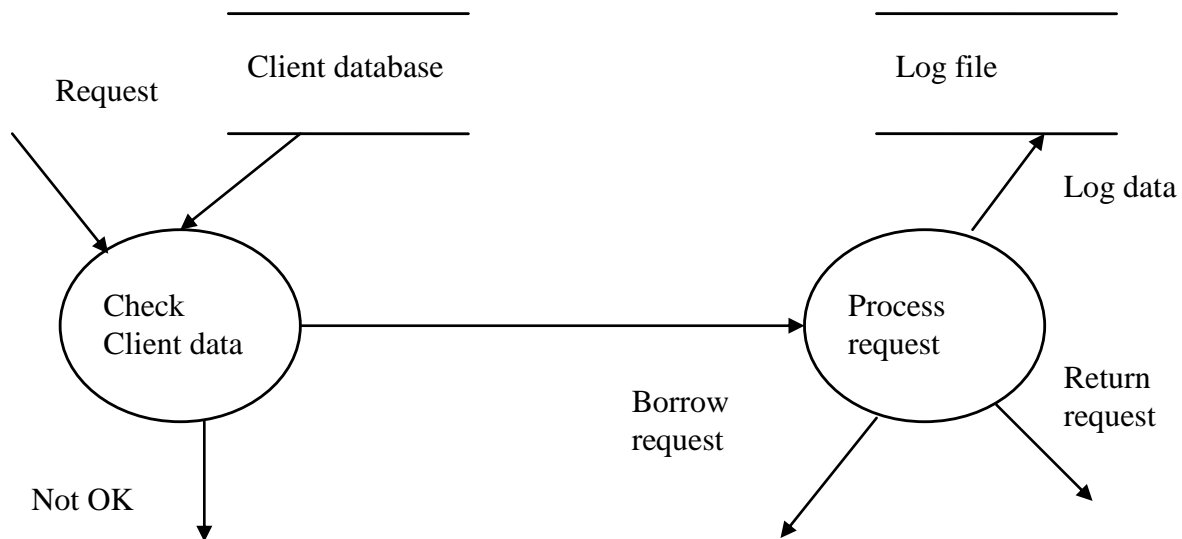 Client database
Log file
Request
Log data
Check
Client data
Process
request
Return
request
Borrow
request
Not OK